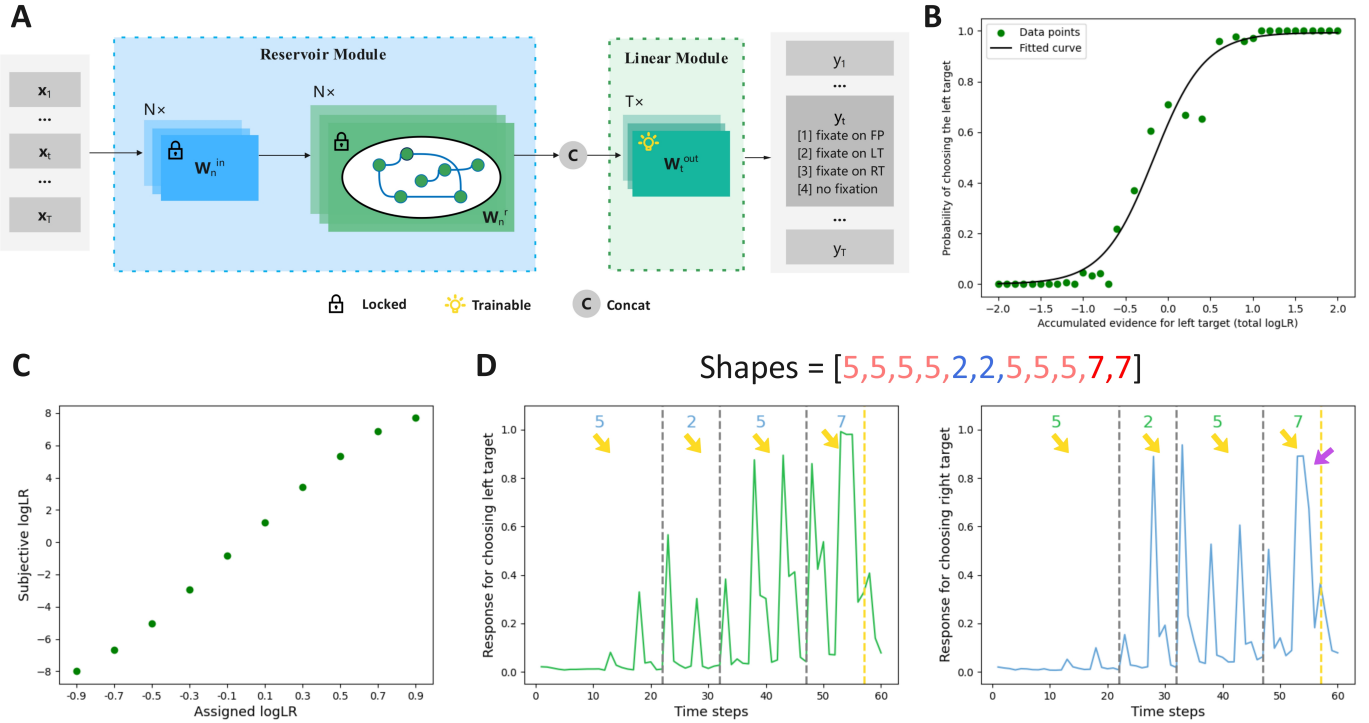 A
Reservoir Module
Linear Module
x1
...
xt
...
xT
N×
Wn^in
N×
Wn^r
C
T×
Wt^out
y1
...
yt
[1] fixate on FP
[2] fixate on LT
[3] fixate on RT
[4] no fixation
...
yT
Locked
Trainable
C Concat
B
Data points
Fitted curve
Probability of choosing the left target
1.0
0.8
0.6
0.4
0.2
0.0
−2.0 −1.5 −1.0 −0.5 0.0 0.5 1.0 1.5 2.0
Accumulated evidence for left target (total logLR)
C
Subjective logLR
8
6
4
2
0
−2
−4
−6
−8
-0.9 -0.7 -0.5 -0.3 -0.1 0.1 0.3 0.5 0.7 0.9
Assigned logLR
D
Shapes = [5,5,5,5,2,2,5,5,5,7,7]
Response for choosing left target
5 2 5 7
1.0
0.8
0.6
0.4
0.2
0.0
0 10 20 30 40 50 60
Time steps
Response for choosing right target
5 2 5 7
1.0
0.8
0.6
0.4
0.2
0.0
0 10 20 30 40 50 60
Time steps